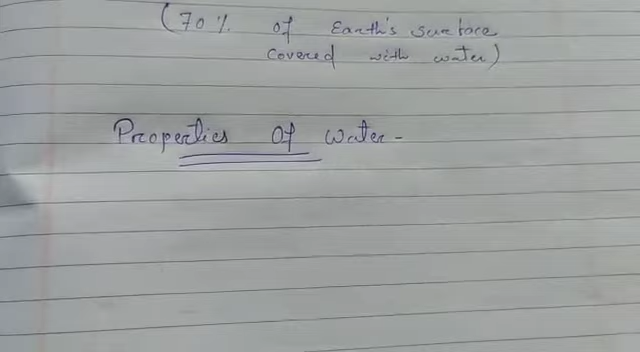 (70% of Earth's surface
covered with water)
Properties of water-